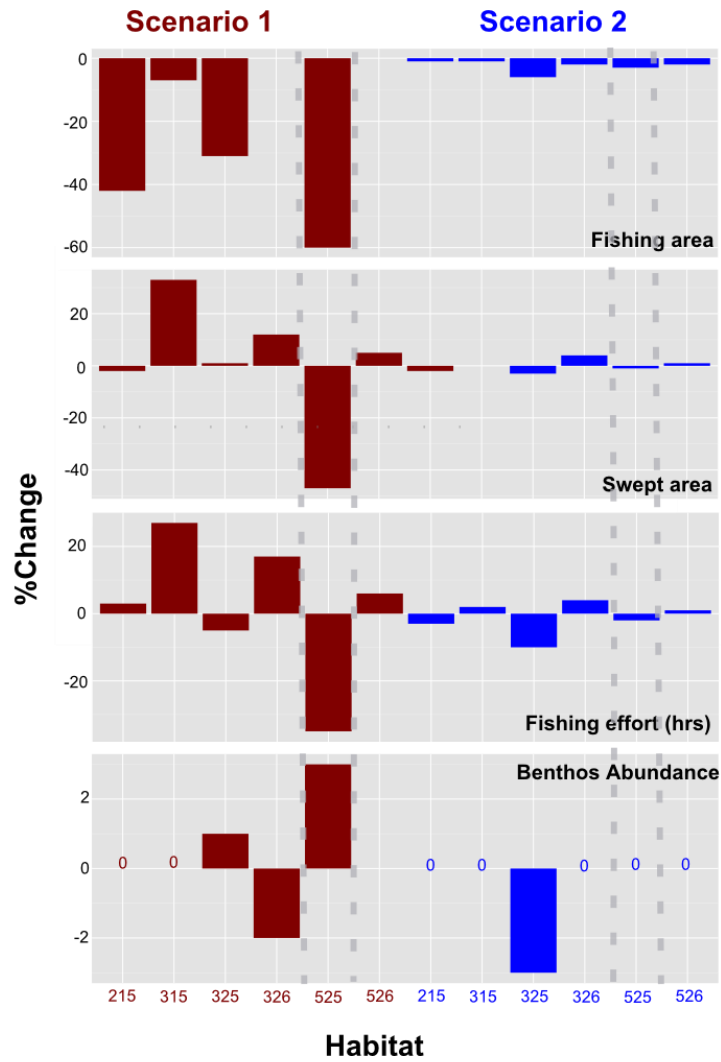 Scenario 1 Scenario 2
0
-20
-40
-60
Fishing area
20
0
-20
-40
Swept area
20
0
-20
Fishing effort (hrs)
Benthos Abundance
2
0
-2
0 0 0 0 0 0 0
215 315 325 326 525 526 215 315 325 326 525 526
%Change
Habitat